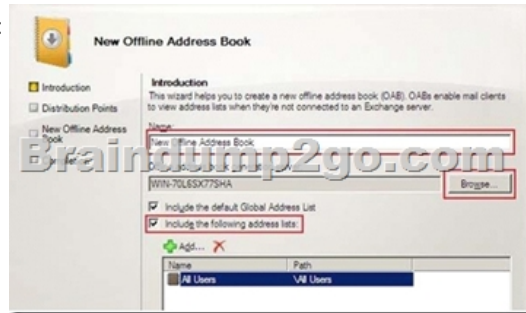 New Offline Address Book
Introduction
Distribution Points
New Offline Address Book
Introduction
This wizard helps you to create a new offline address book (OAB). OABs enable mail clients to view address lists when they're not connected to an Exchange server.
Name:
New Offline Address Book
Braindump2go.com
WIN-70L6SX77SHA
Browse...
Include the default Global Address List
Include the following address lists:
Add...
Name Path
All Users \All Users